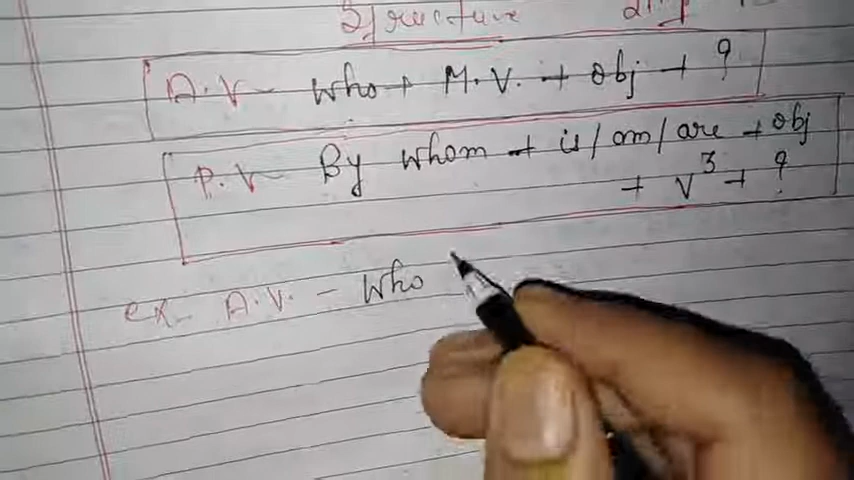 Structure
A.V - Who + M.V. + obj + ?
P.V - By whom + is/am/are + obj
+ V3 + ?
ex- A.V. - Who